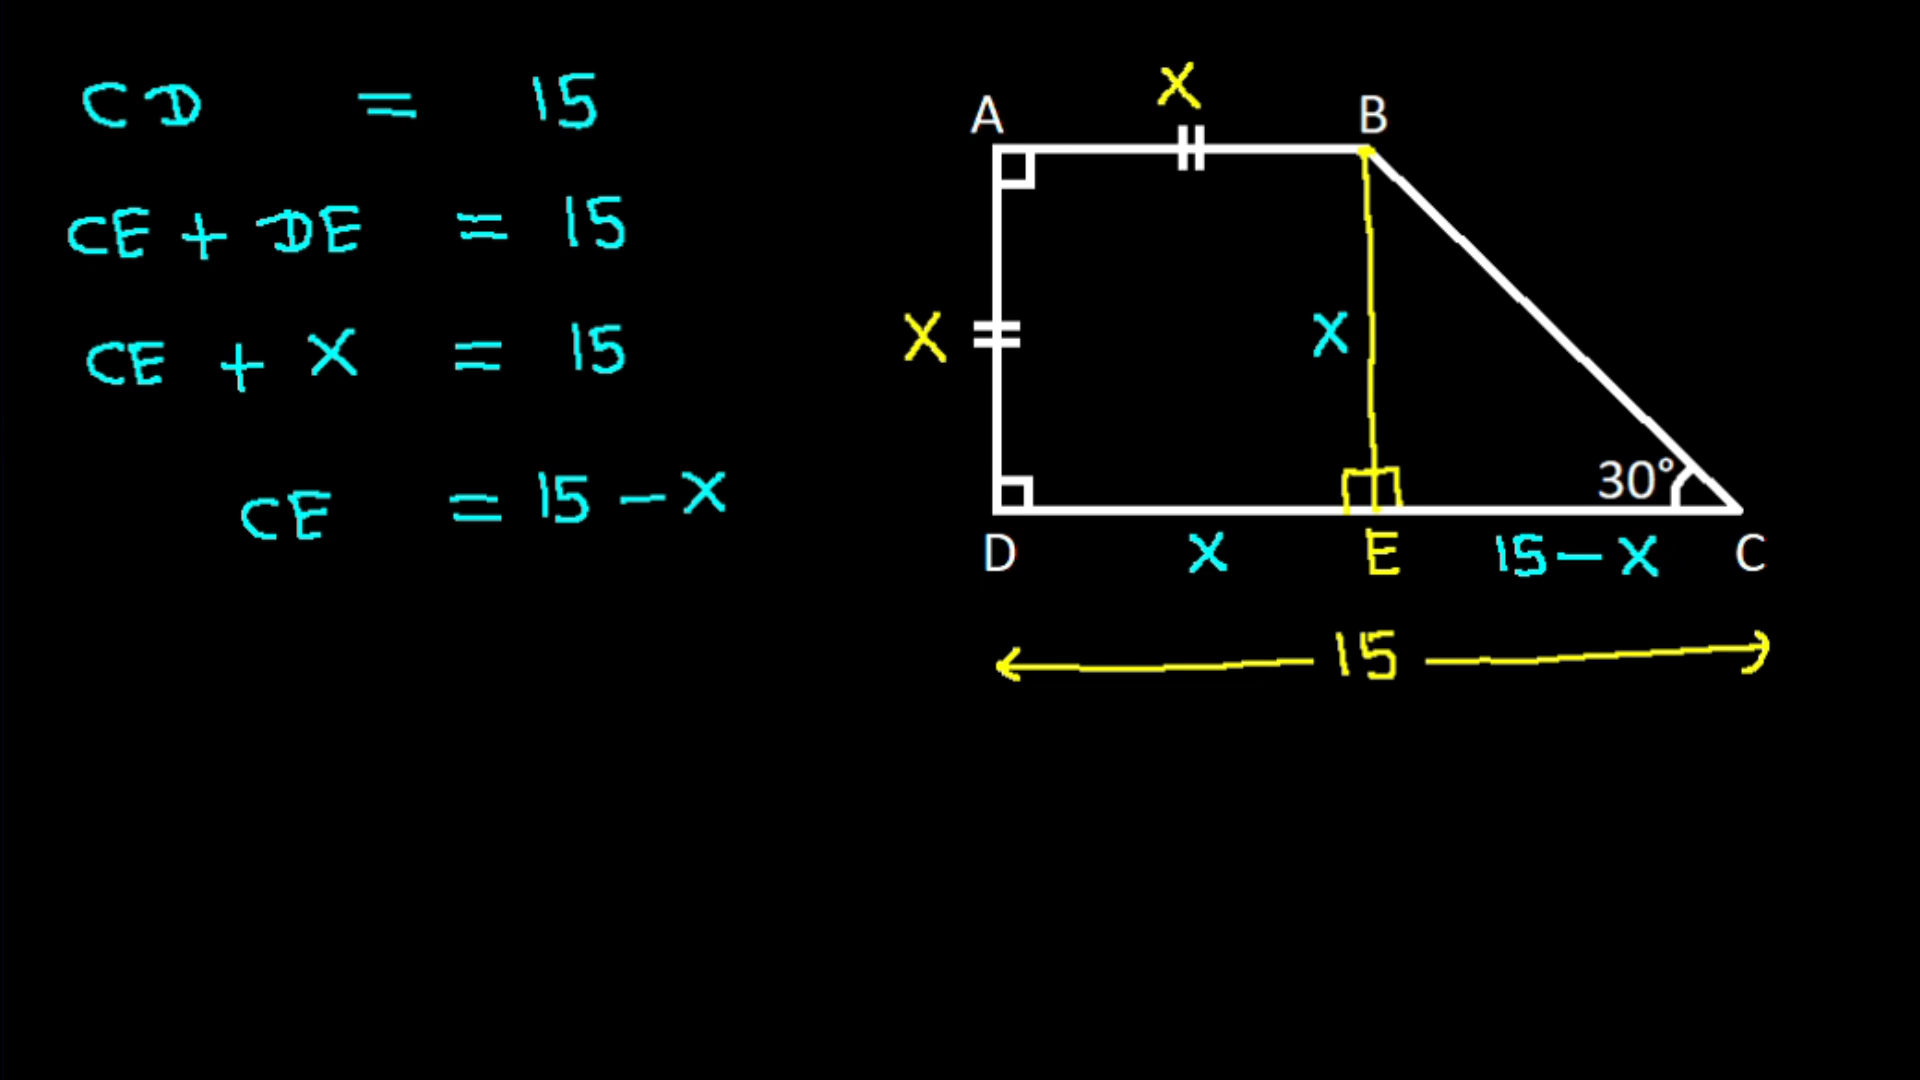 CD = 15
CE + DE = 15
CE + X = 15
CE = 15 - X
X
A B
X X
30°
D X E 15 - X C
15